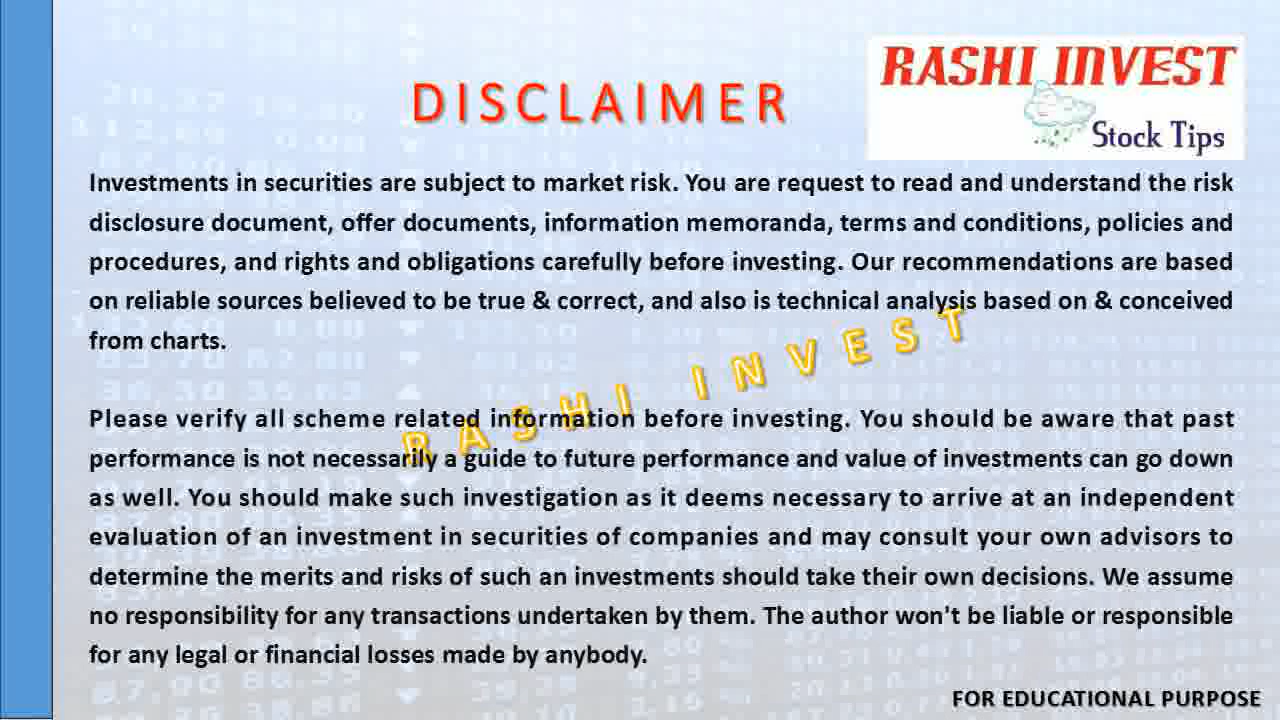 RASHI INVEST
Stock Tips
DISCLAIMER
Investments in securities are subject to market risk. You are request to read and understand the risk
disclosure document, offer documents, information memoranda, terms and conditions, policies and
procedures, and rights and obligations carefully before investing. Our recommendations are based
on reliable sources believed to be true & correct, and also is technical analysis based on & conceived
from charts.
RASHI INVEST
Please verify all scheme related information before investing. You should be aware that past
performance is not necessarily a guide to future performance and value of investments can go down
as well. You should make such investigation as it deems necessary to arrive at an independent
evaluation of an investment in securities of companies and may consult your own advisors to
determine the merits and risks of such an investments should take their own decisions. We assume
no responsibility for any transactions undertaken by them. The author won't be liable or responsible
for any legal or financial losses made by anybody.
FOR EDUCATIONAL PURPOSE